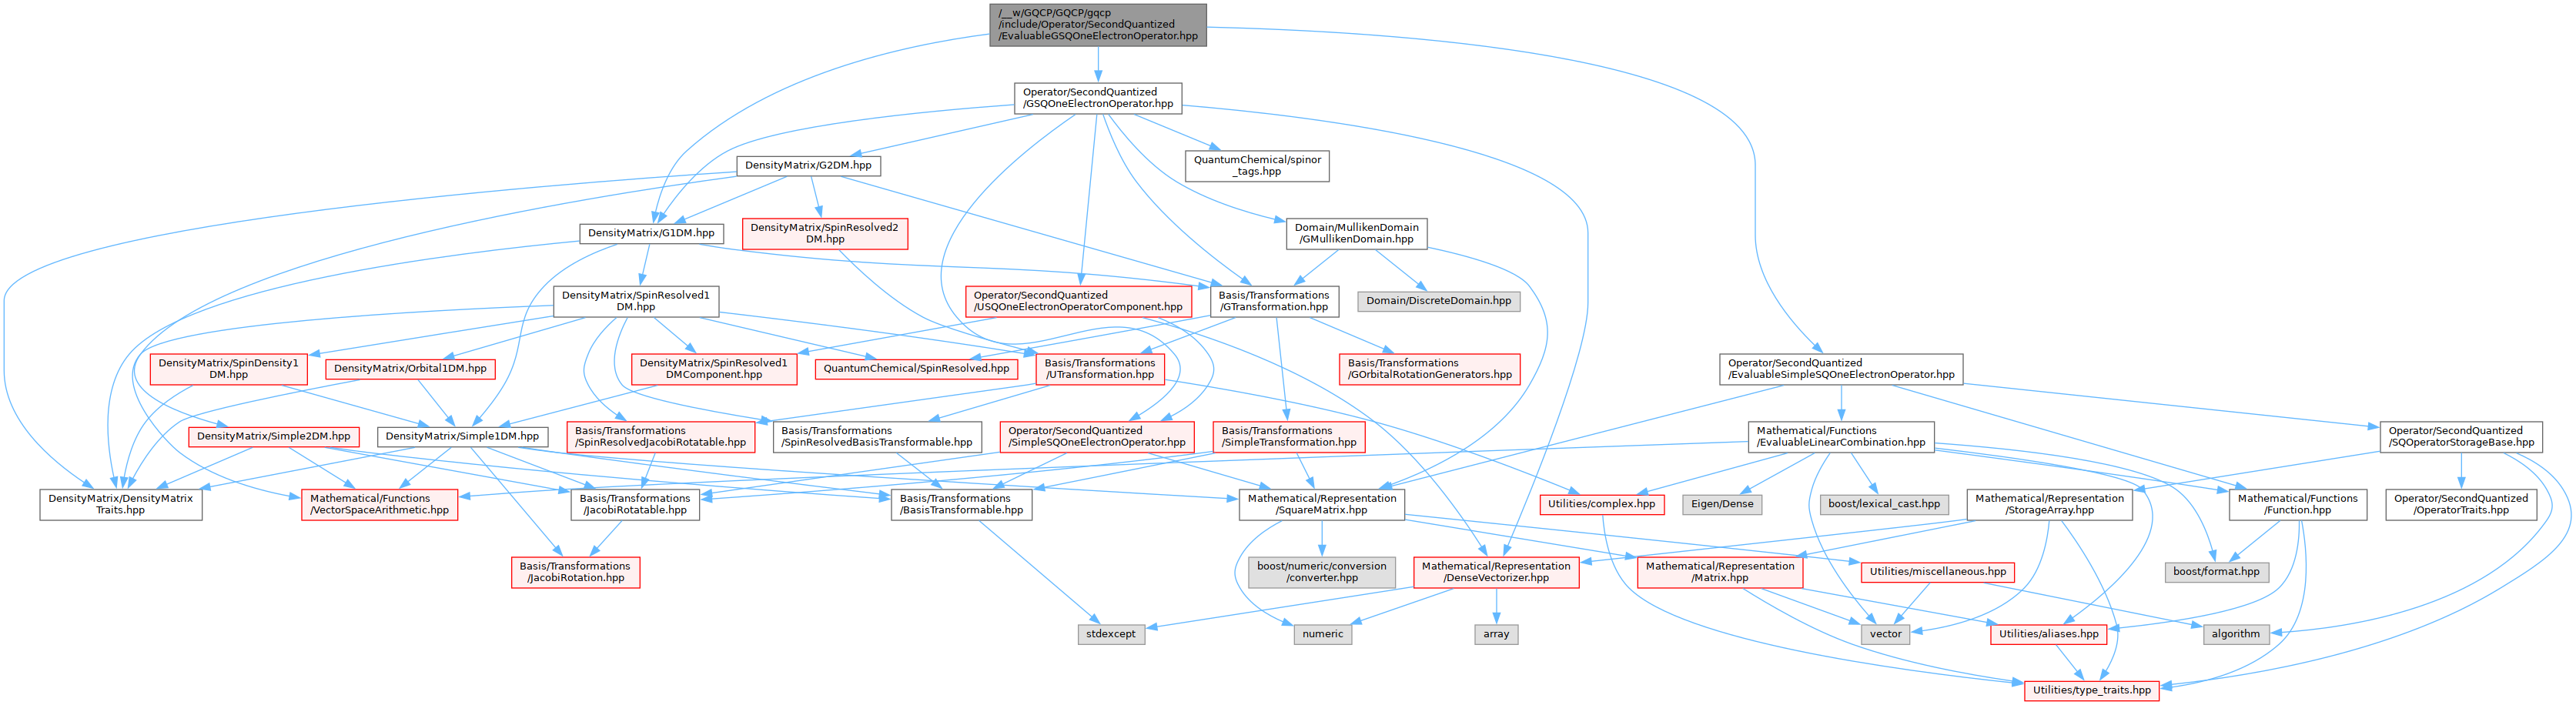 /__w/GQCP/GQCP/gqcp
/include/Operator/SecondQuantized
/EvaluableGSQOneElectronOperator.hpp
Operator/SecondQuantized
/GSQOneElectronOperator.hpp
DensityMatrix/G2DM.hpp
QuantumChemical/spinor
_tags.hpp
DensityMatrix/G1DM.hpp
DensityMatrix/SpinResolved2
DM.hpp
Domain/MullikenDomain
/GMullikenDomain.hpp
DensityMatrix/SpinResolved1
DM.hpp
Operator/SecondQuantized
/USQOneElectronOperatorComponent.hpp
Basis/Transformations
/GTransformation.hpp
Domain/DiscreteDomain.hpp
DensityMatrix/SpinDensity1
DM.hpp
DensityMatrix/Orbital1DM.hpp
DensityMatrix/SpinResolved1
DMComponent.hpp
QuantumChemical/SpinResolved.hpp
Basis/Transformations
/UTransformation.hpp
Basis/Transformations
/GOrbitalRotationGenerators.hpp
Operator/SecondQuantized
/EvaluableSimpleSQOneElectronOperator.hpp
DensityMatrix/Simple2DM.hpp
DensityMatrix/Simple1DM.hpp
Basis/Transformations
/SpinResolvedJacobiRotatable.hpp
Basis/Transformations
/SpinResolvedBasisTransformable.hpp
Operator/SecondQuantized
/SimpleSQOneElectronOperator.hpp
Basis/Transformations
/SimpleTransformation.hpp
Mathematical/Functions
/EvaluableLinearCombination.hpp
Operator/SecondQuantized
/SQOperatorStorageBase.hpp
DensityMatrix/DensityMatrix
Traits.hpp
Mathematical/Functions
/VectorSpaceArithmetic.hpp
Basis/Transformations
/JacobiRotatable.hpp
Basis/Transformations
/BasisTransformable.hpp
Mathematical/Representation
/SquareMatrix.hpp
Utilities/complex.hpp
Eigen/Dense
boost/lexical_cast.hpp
Mathematical/Representation
/StorageArray.hpp
Mathematical/Functions
/Function.hpp
Operator/SecondQuantized
/OperatorTraits.hpp
Basis/Transformations
/JacobiRotation.hpp
boost/numeric/conversion
/converter.hpp
Mathematical/Representation
/DenseVectorizer.hpp
Mathematical/Representation
/Matrix.hpp
Utilities/miscellaneous.hpp
boost/format.hpp
stdexcept
numeric
array
vector
Utilities/aliases.hpp
algorithm
Utilities/type_traits.hpp